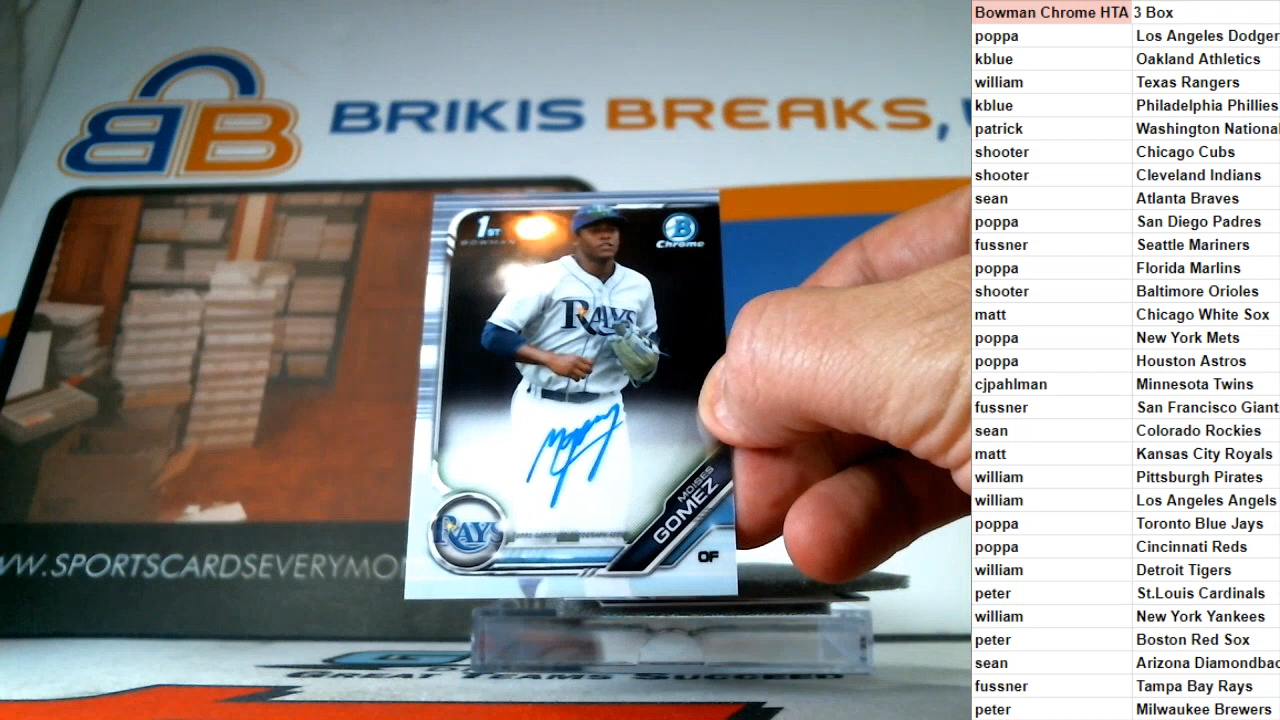 BB
BRIKIS BREAKS,
1ST
BOWMAN
B
Chrome
RAYS
MOISES
GOMEZ
RAYS
OF
WW.SPORTSCARDSEVERYMO
GREAT TEAMS SUCCEED
Bowman Chrome HTA 3 Box
poppa Los Angeles Dodger
kblue Oakland Athletics
william Texas Rangers
kblue Philadelphia Phillies
patrick Washington National
shooter Chicago Cubs
shooter Cleveland Indians
sean Atlanta Braves
poppa San Diego Padres
fussner Seattle Mariners
poppa Florida Marlins
shooter Baltimore Orioles
matt Chicago White Sox
poppa New York Mets
poppa Houston Astros
cjpahlman Minnesota Twins
fussner San Francisco Giant
sean Colorado Rockies
matt Kansas City Royals
william Pittsburgh Pirates
william Los Angeles Angels
poppa Toronto Blue Jays
poppa Cincinnati Reds
william Detroit Tigers
peter St.Louis Cardinals
william New York Yankees
peter Boston Red Sox
sean Arizona Diamondbac
fussner Tampa Bay Rays
peter Milwaukee Brewers